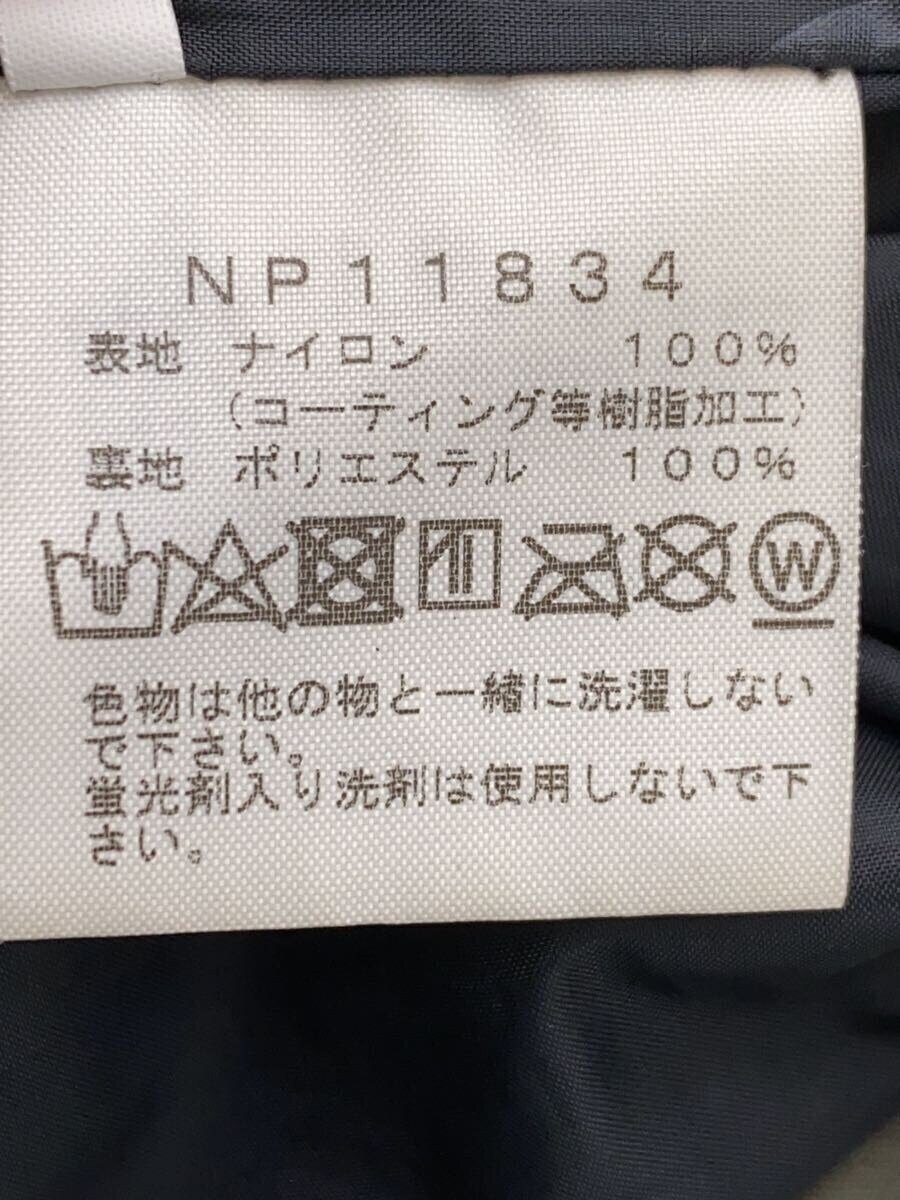 NP11834
表地 ナイロン 100%
(コーティング等樹脂加工)
裏地 ポリエステル 100%
W
色物は他の物と一緒に洗濯しない
で下さい。
蛍光剤入り洗剤は使用しないで下
さい。